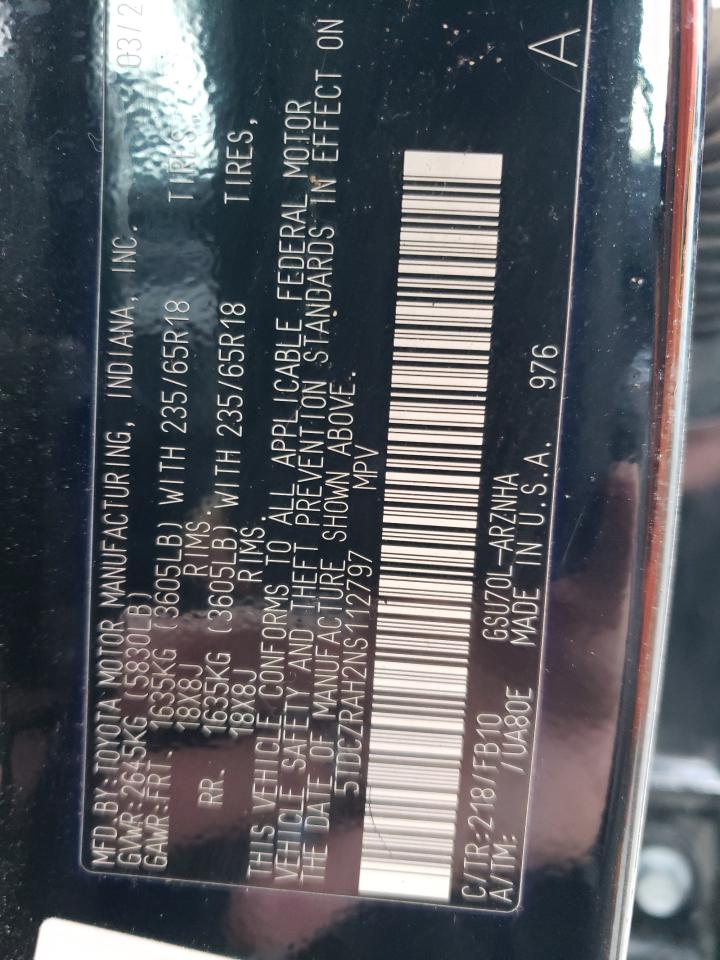 MFD.BY:TOYOTA MOTOR MANUFACTURING, INDIANA, INC. 03/2
GVWR:2645KG (5830LB)
GAWR:FRT. 1635KG (3605LB) WITH 235/65R18 TIRES,
18X8J RIMS.
RR. 1635KG (3605LB) WITH 235/65R18 TIRES,
18X8J RIMS.
THIS VEHICLE CONFORMS TO ALL APPLICABLE FEDERAL MOTOR
VEHICLE SAFETY AND THEFT PREVENTION STANDARDS IN EFFECT ON
THE DATE OF MANUFACTURE SHOWN ABOVE.
5TDCZRAH2NS112797 MPV
C/TR:218/FB10 GSU70L-ARZNHA
A/TM: /UA80E MADE IN U.S.A. 976 A